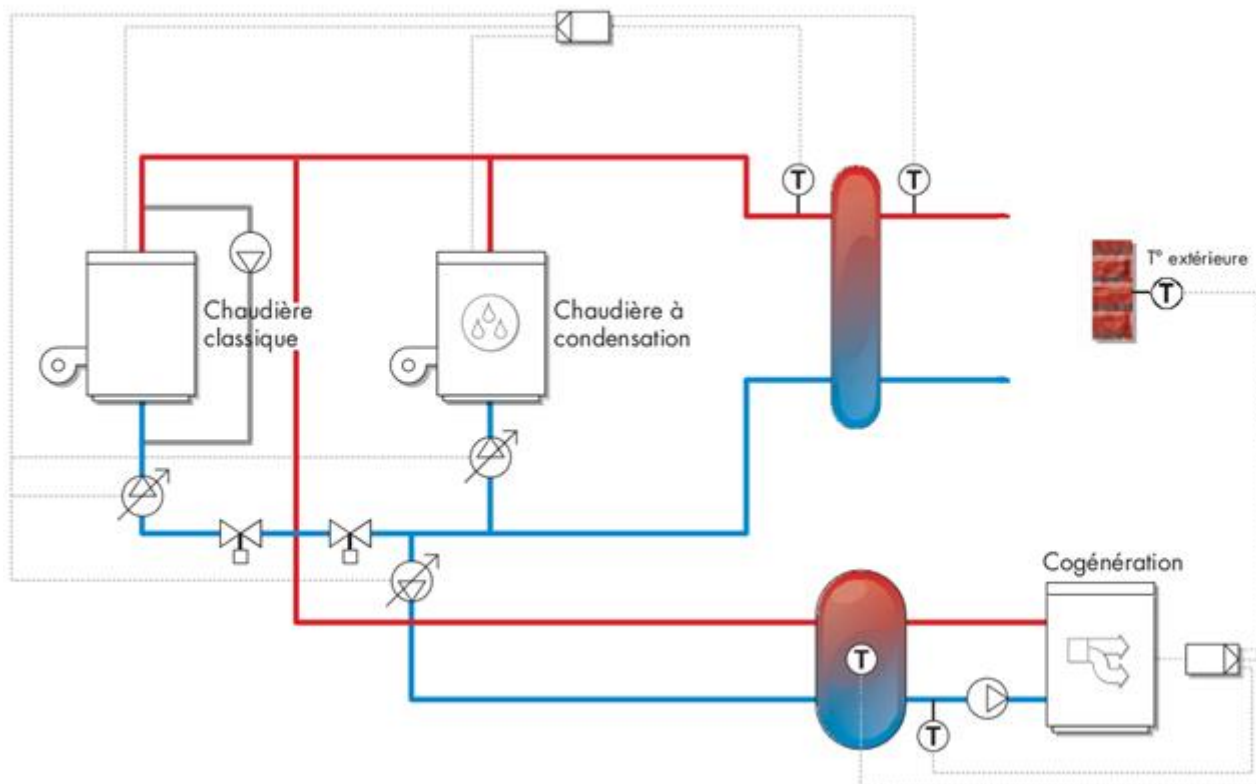 T
T
T° extérieure
T
Chaudière
classique
Chaudière à
condensation
Cogénération
T
T